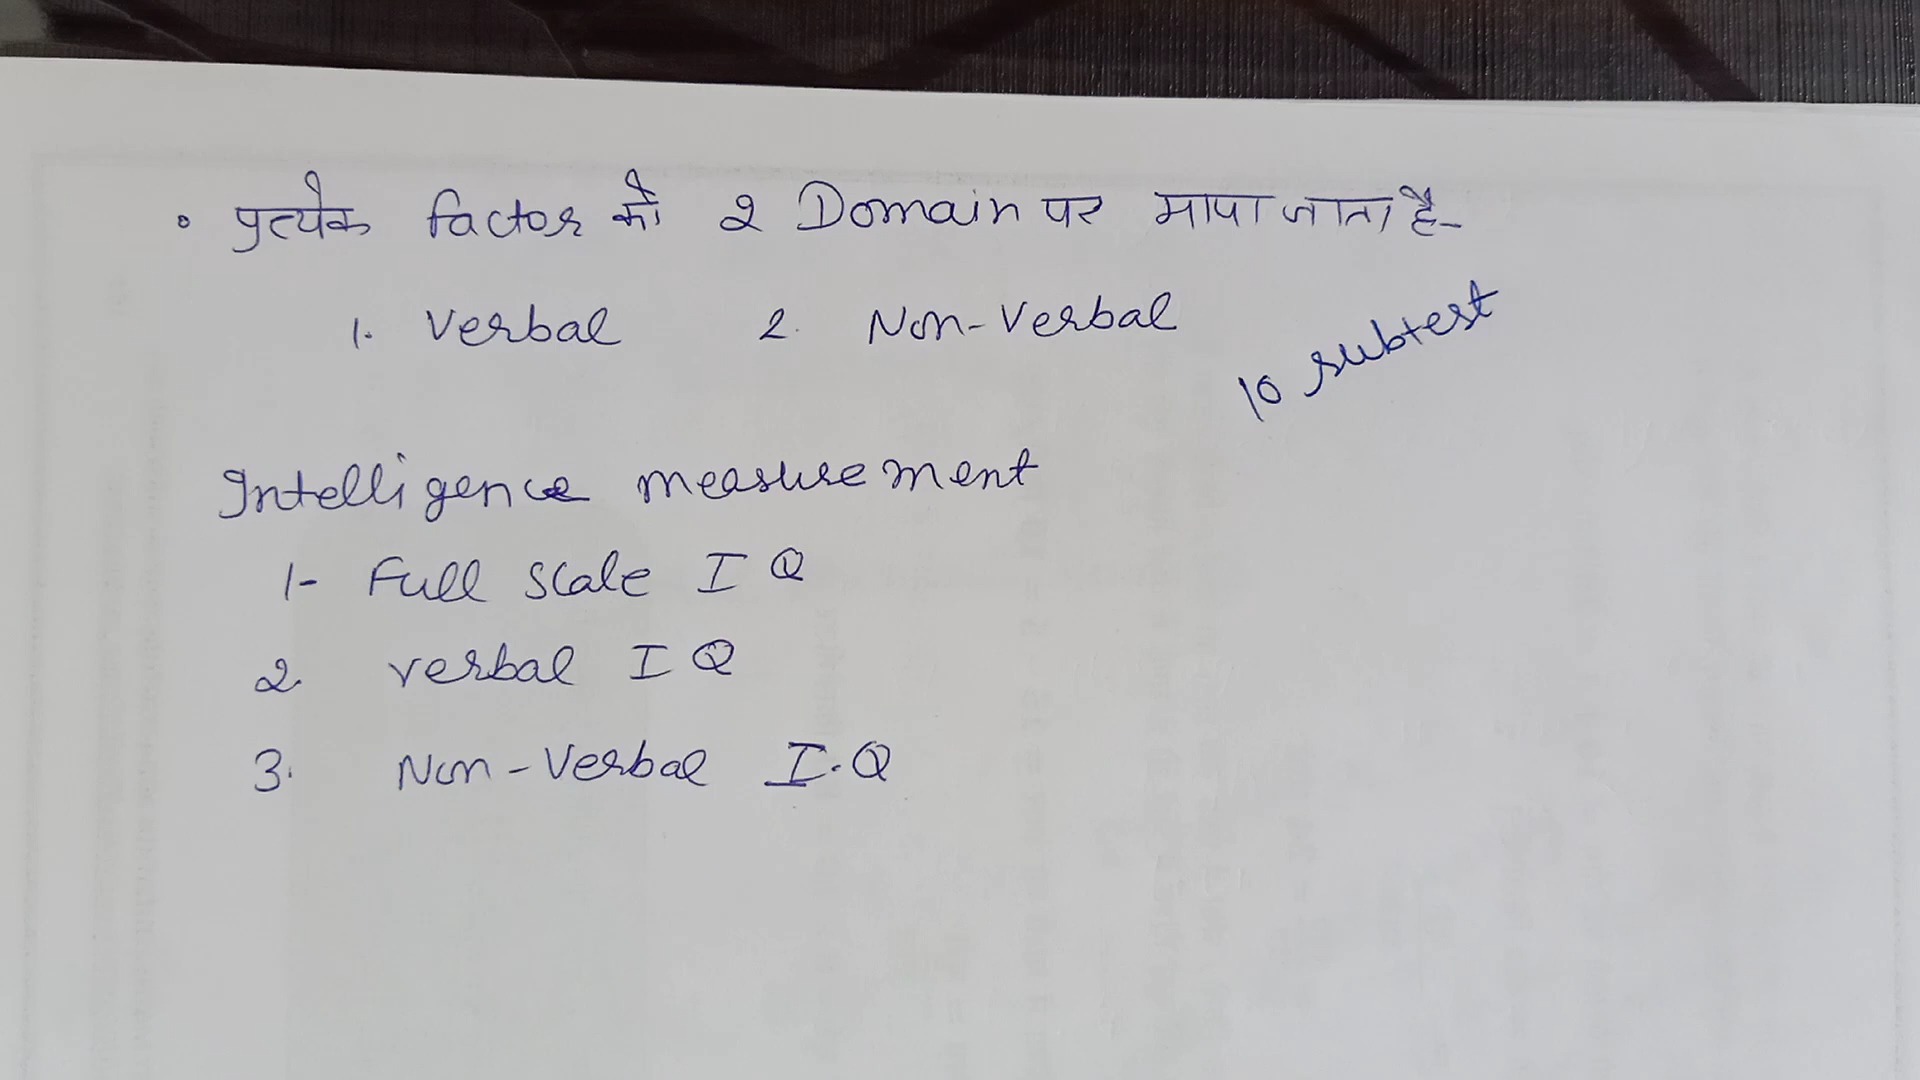 • प्रत्येक factor को 2 Domain पर मापा जाता है-
1. Verbal 2. Non-Verbal
10 subtest
Intelligence measurement
1- Full scale I Q
2. verbal I Q
3. Non-Verbal I.Q